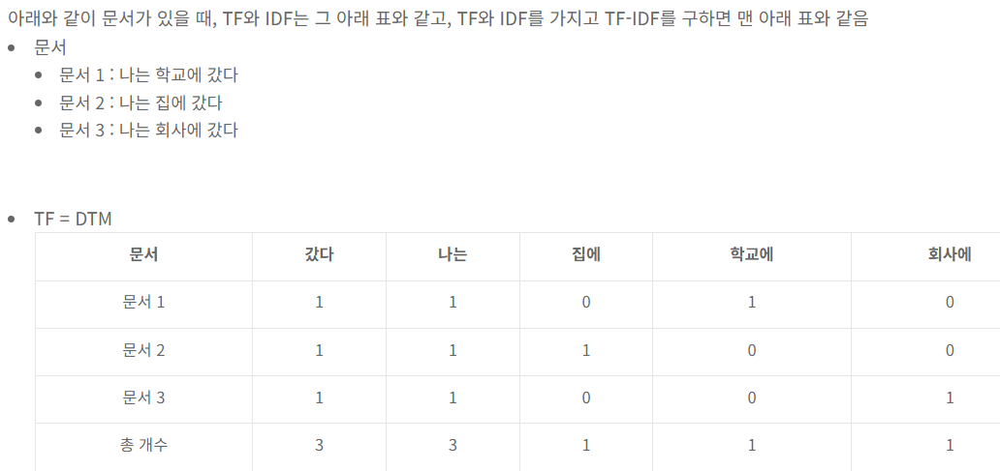 아래와 같이 문서가 있을 때, TF와 IDF는 그 아래 표와 같고, TF와 IDF를 가지고 TF-IDF를 구하면 맨 아래 표와 같음
문서
문서 1 : 나는 학교에 갔다
문서 2 : 나는 집에 갔다
문서 3 : 나는 회사에 갔다
TF = DTM
문서 갔다 나는 집에 학교에 회사에
문서 1 1 1 0 1 0
문서 2 1 1 1 0 0
문서 3 1 1 0 0 1
총 개수 3 3 1 1 1